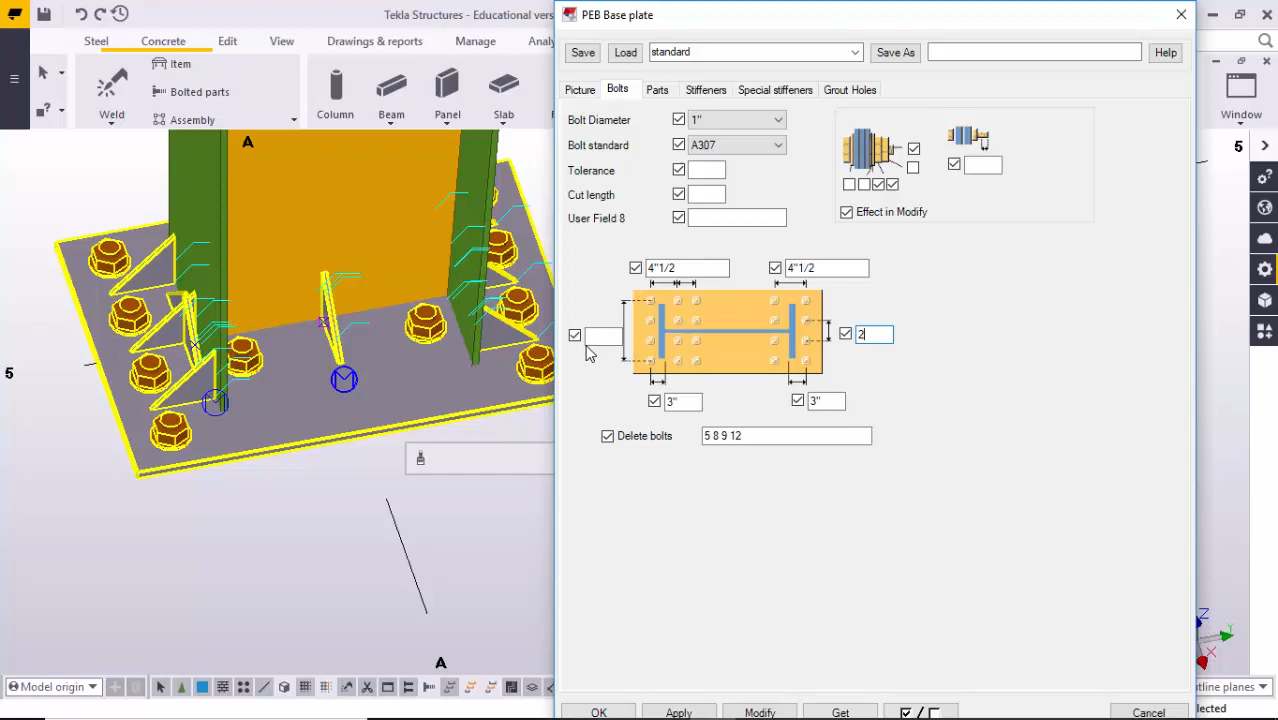 Tekla Structures - Educational vers
PEB Base plate
Steel
Concrete
Edit
View
Drawings & reports
Manage
Analy
Save
Load
standard
Save As
Help
Item
Bolted parts
Assembly
Weld
Column
Beam
Panel
Slab
Window
Picture
Bolts
Parts
Stiffeners
Special stiffeners
Grout Holes
Bolt Diameter
1"
Bolt standard
A307
Tolerance
Cut length
User Field 8
Effect in Modify
4"1/2
4"1/2
2
3"
3"
Delete bolts
5 8 9 12
A
5
5
A
Z
Y
X
Model origin
utline planes
lected
OK
Apply
Modify
Get
/
Cancel